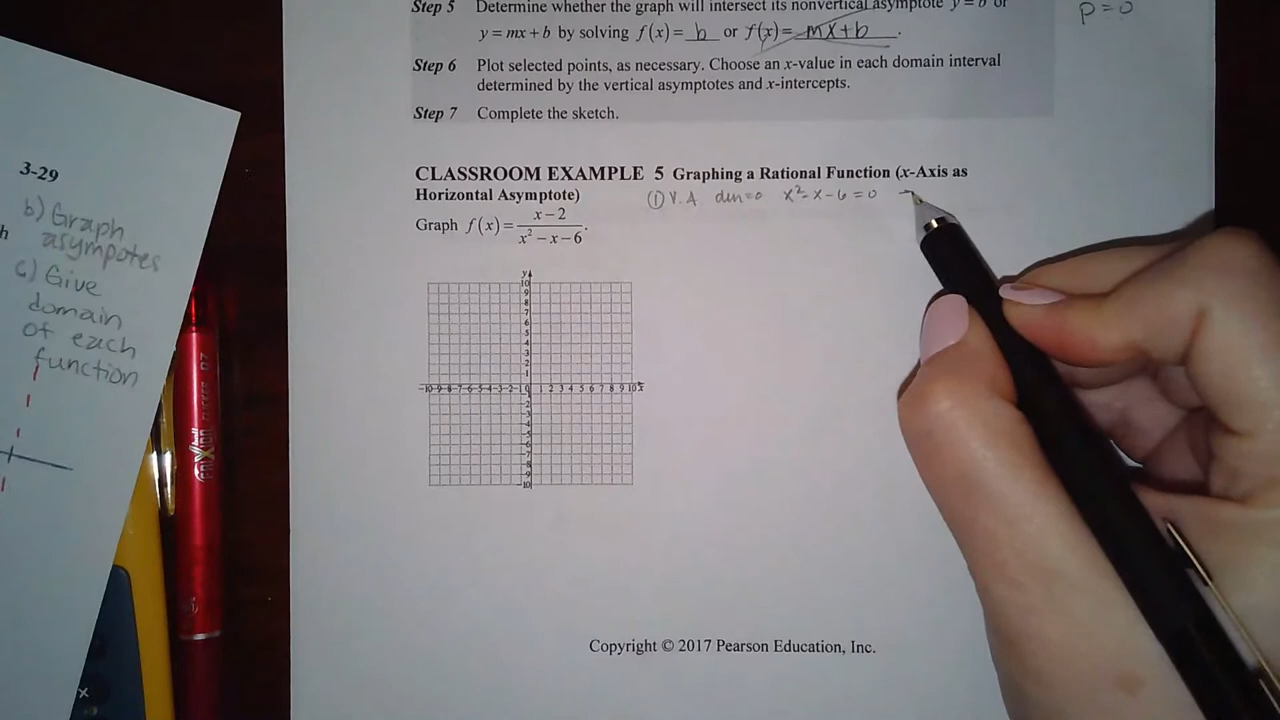 Step 5 Determine whether the graph will intersect its nonvertical asymptote y = b or
y = mx + b by solving f(x) = b or f(x) = mx+b.
p=0
Step 6 Plot selected points, as necessary. Choose an x-value in each domain interval
determined by the vertical asymptotes and x-intercepts.
Step 7 Complete the sketch.
CLASSROOM EXAMPLE 5 Graphing a Rational Function (x-Axis as
Horizontal Asymptote)
① V.A den=0 x²-x-6=0
Graph f(x) = x−2 / x² − x − 6.
3-29
b) Graph
asympotes
c) Give
domain
of each
function
Copyright © 2017 Pearson Education, Inc.